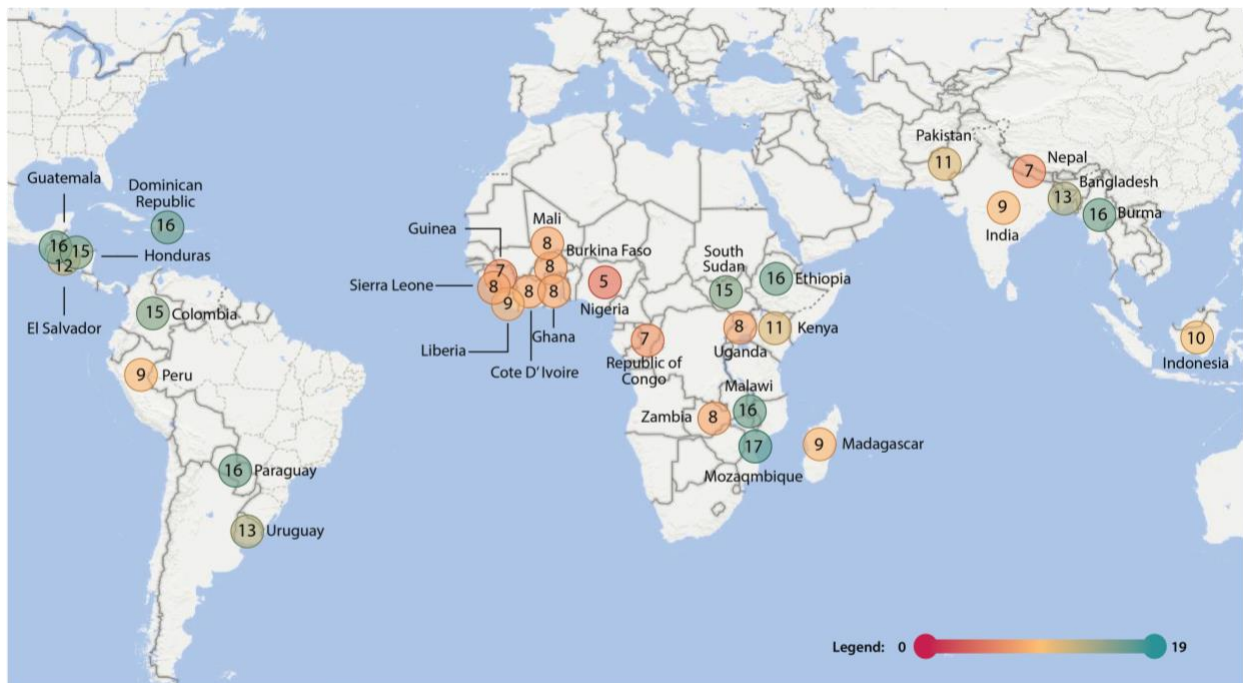 Guatemala
16
15
12
Honduras
El Salvador
Dominican
Republic
16
15
Colombia
9
Peru
16
Paraguay
13
Uruguay
Guinea
7
Sierra Leone
8
Liberia
9
Mali
8
Burkina Faso
8
8
Cote D' Ivoire
8
Ghana
5
Nigeria
7
Republic of
Congo
South
Sudan
15
16
Ethiopia
8
Uganda
11
Kenya
Malawi
16
Zambia
8
17
Mozaqmbique
9
Madagascar
Pakistan
11
Nepal
7
Bangladesh
13
9
India
16
Burma
10
Indonesia
Legend: 0 19